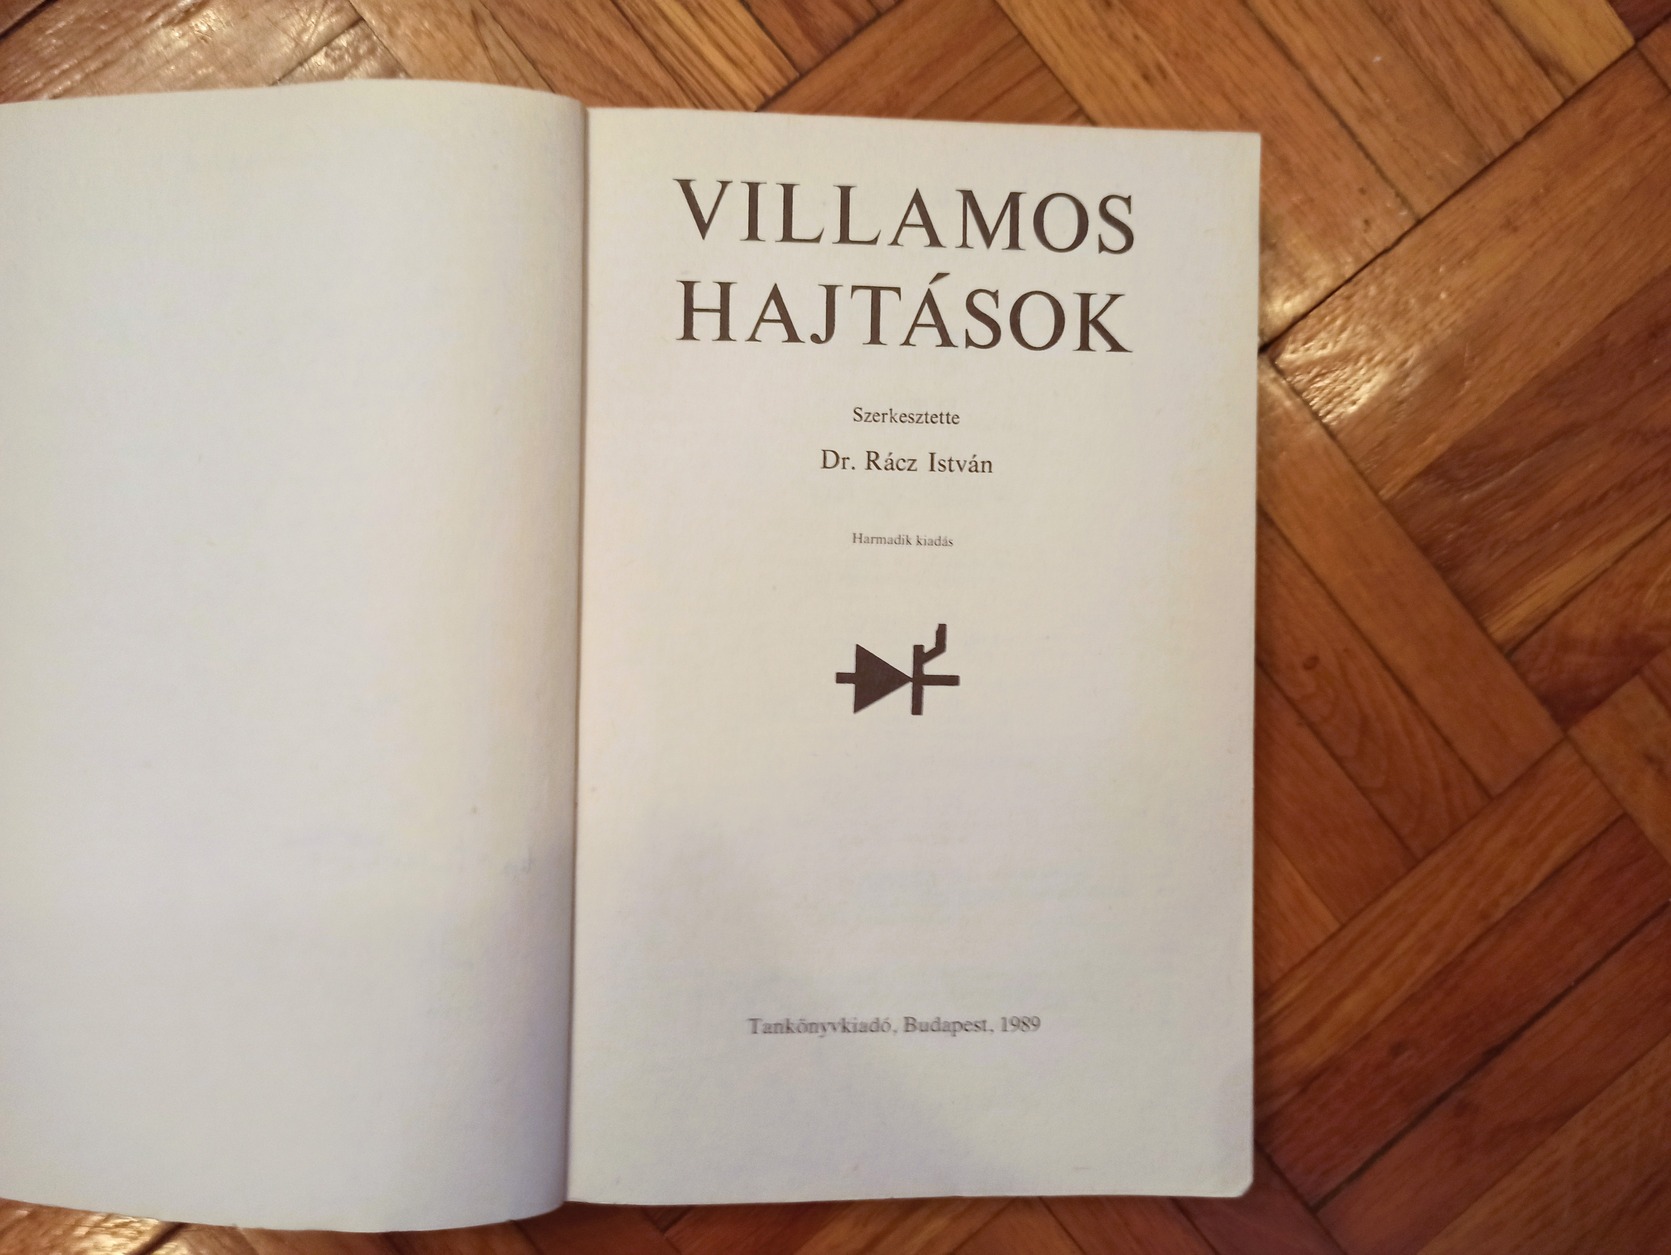 VILLAMOS
HAJTÁSOK
Szerkesztette
Dr. Rácz István
Harmadik kiadás
Tankönyvkiadó, Budapest, 1989